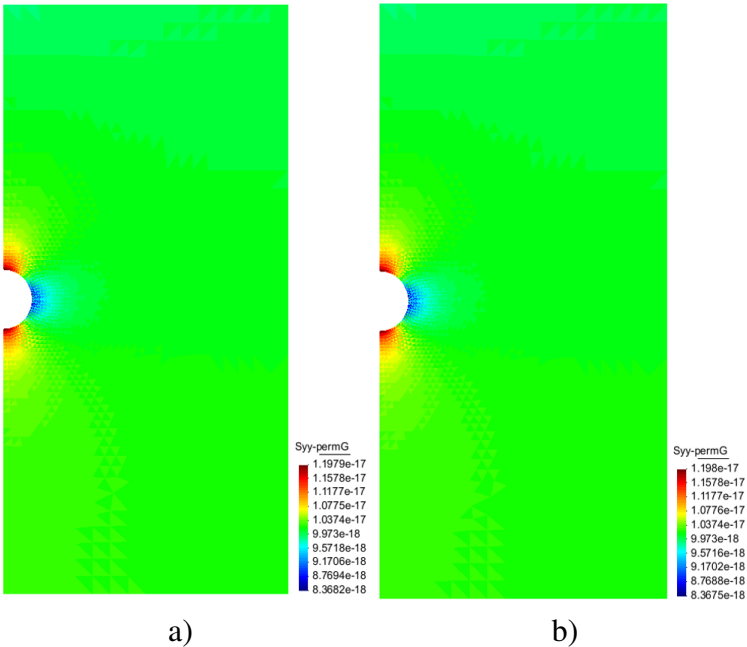 Syy-permG
1.1979e-17
1.1578e-17
1.1177e-17
1.0775e-17
1.0374e-17
9.973e-18
9.5718e-18
9.1706e-18
8.7694e-18
8.3682e-18
a)
Syy-permG
1.198e-17
1.1578e-17
1.1177e-17
1.0776e-17
1.0374e-17
9.973e-18
9.5716e-18
9.1702e-18
8.7688e-18
8.3675e-18
b)